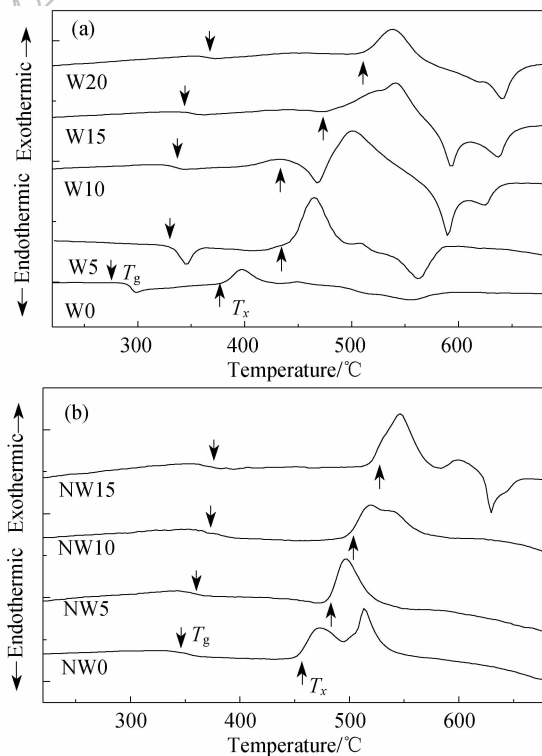 (a)
Exothermic
Endothermic
W20
W15
W10
W5
Tg
W0
Tx
300
400
500
600
Temperature/℃
(b)
Exothermic
Endothermic
NW15
NW10
NW5
Tg
NW0
Tx
300
400
500
600
Temperature/℃